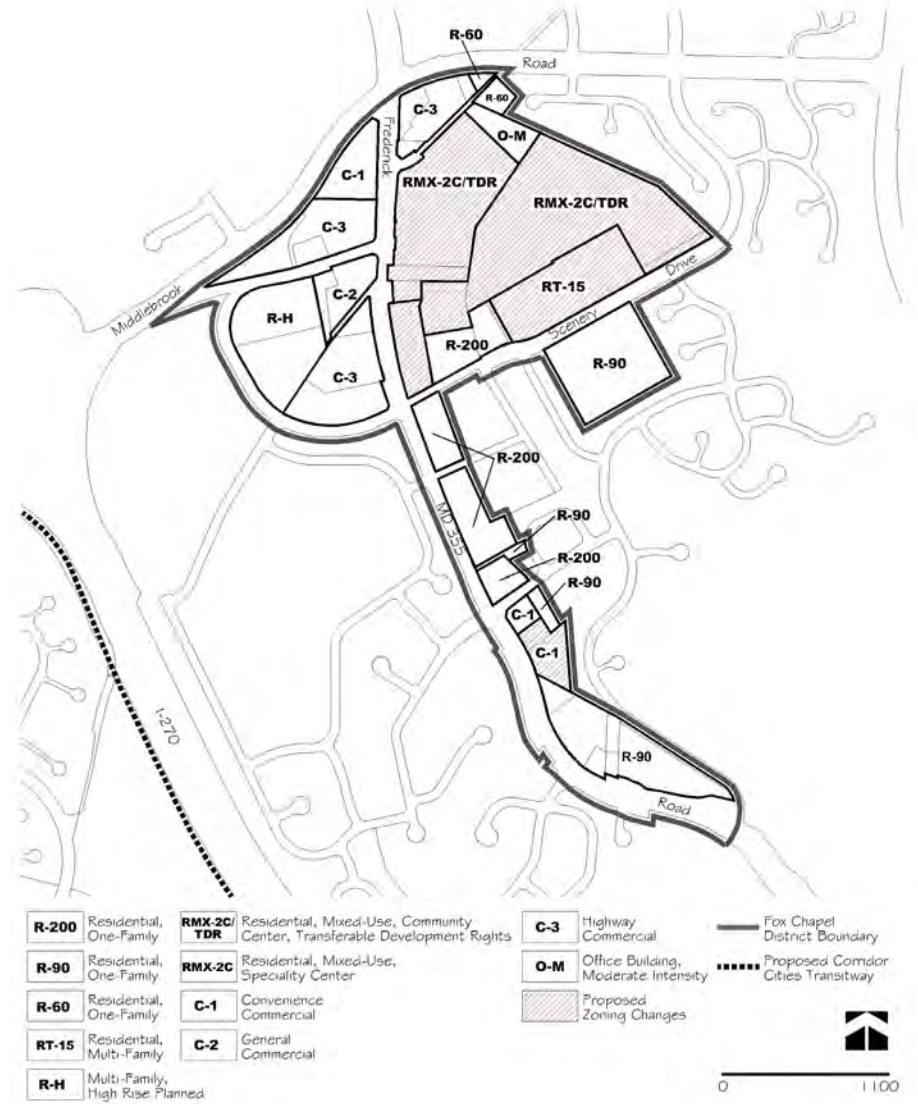 R-60
Road
R-60
C-3
O-M
Frederick
RMX-2C/TDR
C-1
RMX-2C/TDR
C-3
Drive
RT-15
C-2
Middlebrook
R-H
Scenery
R-200
R-90
C-3
R-200
MD 355
R-90
R-200
R-90
C-1
C-1
I-270
R-90
Road
R-200 Residential,
One-Family
R-90 Residential,
One-Family
R-60 Residential,
One-Family
RT-15 Residential,
Multi-Family
R-H Multi-Family,
High Rise Planned
RMX-2C/
TDR
Residential, Mixed-Use, Community
Center, Transferable Development Rights
RMX-2C Residential, Mixed-Use,
Speciality Center
C-1 Convenience
Commercial
C-2 General
Commercial
C-3 Highway
Commercial
O-M Office Building,
Moderate Intensity
Proposed
Zoning Changes
Fox Chapel
District Boundary
Proposed Corridor
Cities Transitway
0 1100